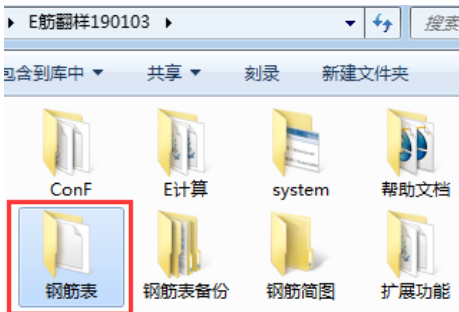 E筋翻样190103
搜索
包含到库中 共享 刻录 新建文件夹
ConF E计算 system 帮助文档
钢筋表 钢筋表备份 钢筋简图 扩展功能